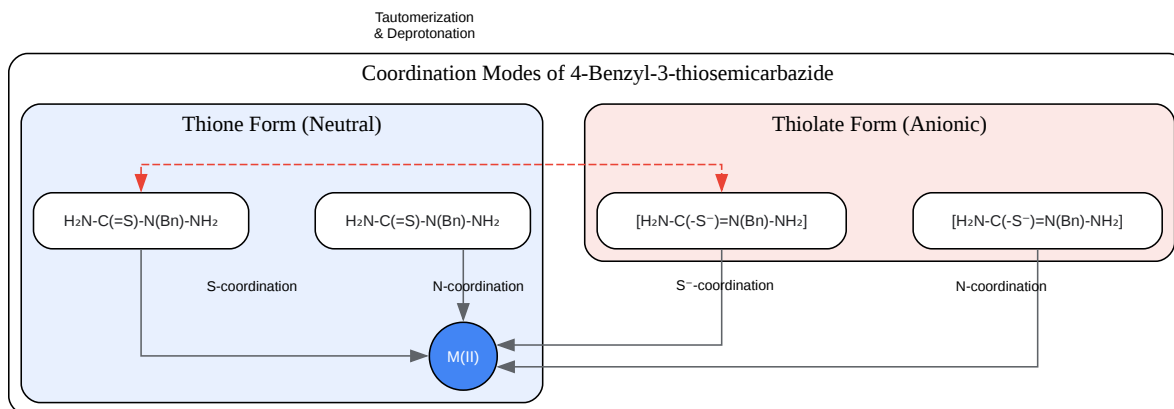 Tautomerization
& Deprotonation
Coordination Modes of 4-Benzyl-3-thiosemicarbazide
Thione Form (Neutral)
Thiolate Form (Anionic)
H₂N-C(=S)-N(Bn)-NH₂
H₂N-C(=S)-N(Bn)-NH₂
[H₂N-C(-S⁻)=N(Bn)-NH₂]
[H₂N-C(-S⁻)=N(Bn)-NH₂]
S-coordination
N-coordination
S⁻-coordination
N-coordination
M(II)